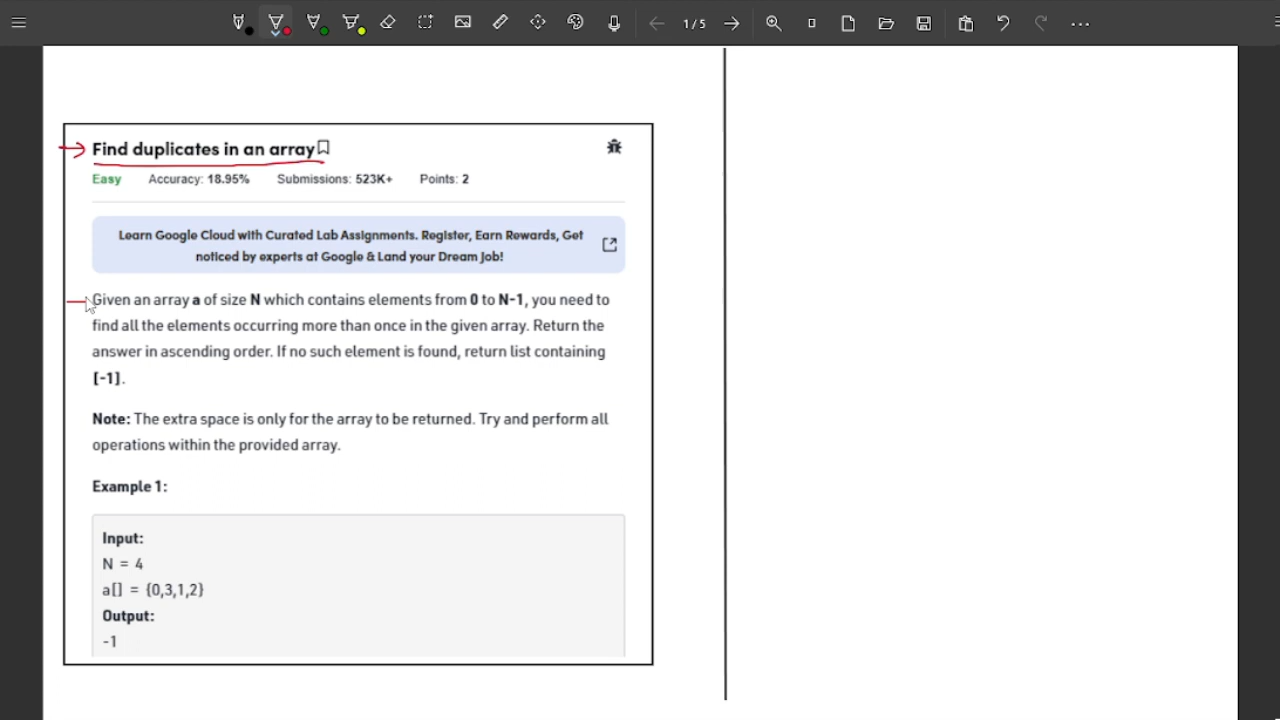 1/5
Find duplicates in an array
Easy Accuracy: 18.95% Submissions: 523K+ Points: 2
Learn Google Cloud with Curated Lab Assignments. Register, Earn Rewards, Get
noticed by experts at Google & Land your Dream Job!
Given an array a of size N which contains elements from 0 to N-1, you need to
find all the elements occurring more than once in the given array. Return the
answer in ascending order. If no such element is found, return list containing
[-1].
Note: The extra space is only for the array to be returned. Try and perform all
operations within the provided array.
Example 1:
Input:
N = 4
a[] = {0,3,1,2}
Output:
-1